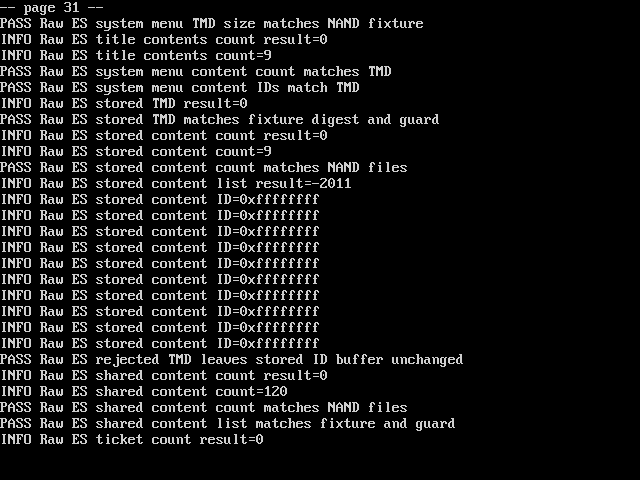 -- page 31 --
PASS Raw ES system menu TMD size matches NAND fixture
INFO Raw ES title contents count result=0
INFO Raw ES title contents count=9
PASS Raw ES system menu content count matches TMD
PASS Raw ES system menu content IDs match TMD
INFO Raw ES stored TMD result=0
PASS Raw ES stored TMD matches fixture digest and guard
INFO Raw ES stored content count result=0
INFO Raw ES stored content count=9
PASS Raw ES stored content count matches NAND files
INFO Raw ES stored content list result=-2011
INFO Raw ES stored content ID=0xffffffff
INFO Raw ES stored content ID=0xffffffff
INFO Raw ES stored content ID=0xffffffff
INFO Raw ES stored content ID=0xffffffff
INFO Raw ES stored content ID=0xffffffff
INFO Raw ES stored content ID=0xffffffff
INFO Raw ES stored content ID=0xffffffff
INFO Raw ES stored content ID=0xffffffff
INFO Raw ES stored content ID=0xffffffff
INFO Raw ES stored content ID=0xffffffff
PASS Raw ES rejected TMD leaves stored ID buffer unchanged
INFO Raw ES shared content count result=0
INFO Raw ES shared content count=120
PASS Raw ES shared content count matches NAND files
PASS Raw ES shared content list matches fixture and guard
INFO Raw ES ticket count result=0